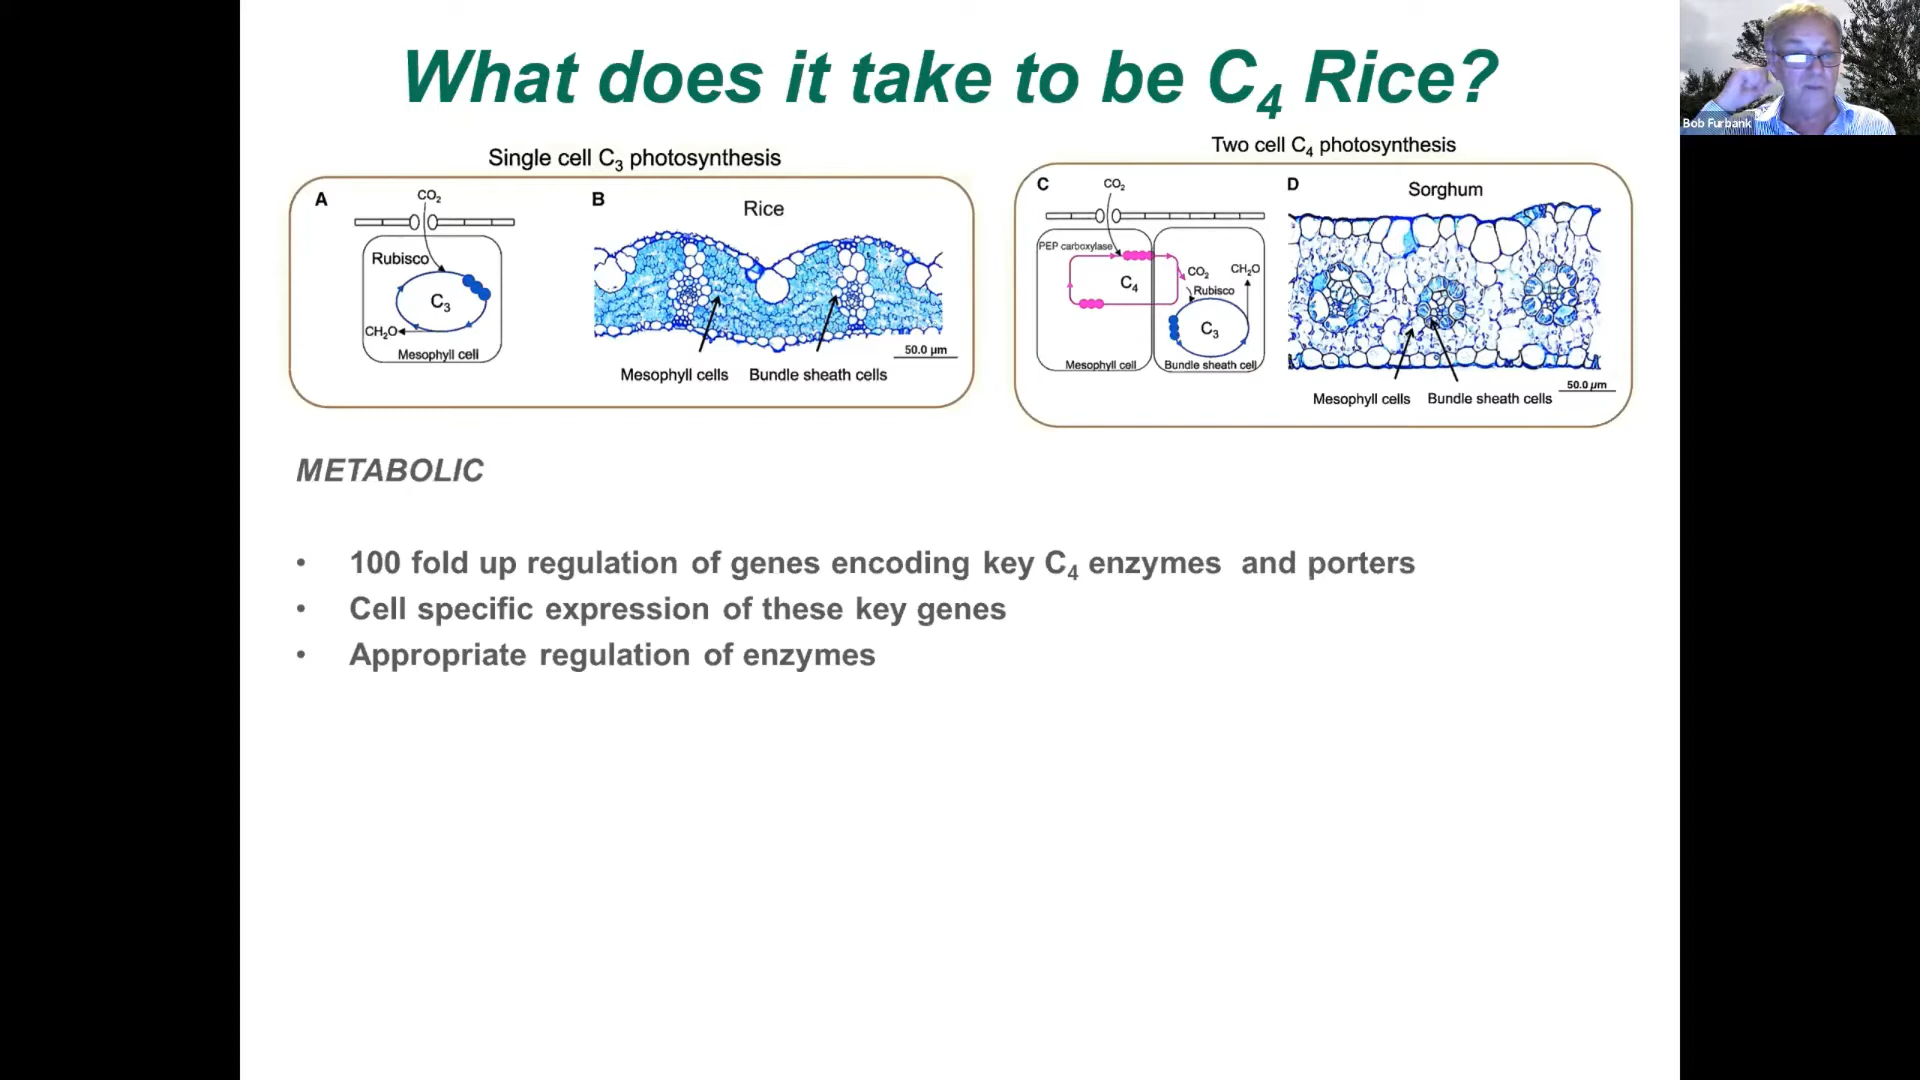 What does it take to be C4 Rice?
Bob Furbank
Single cell C3 photosynthesis
A
CO2
Rubisco
C3
CH2O
Mesophyll cell
B
Rice
50.0 µm
Mesophyll cells
Bundle sheath cells
Two cell C4 photosynthesis
C
CO2
PEP carboxylase
C4
CO2
CH2O
Rubisco
C3
Mesophyll cell
Bundle sheath cell
D
Sorghum
50.0 µm
Mesophyll cells
Bundle sheath cells
METABOLIC
• 100 fold up regulation of genes encoding key C4 enzymes and porters
• Cell specific expression of these key genes
• Appropriate regulation of enzymes